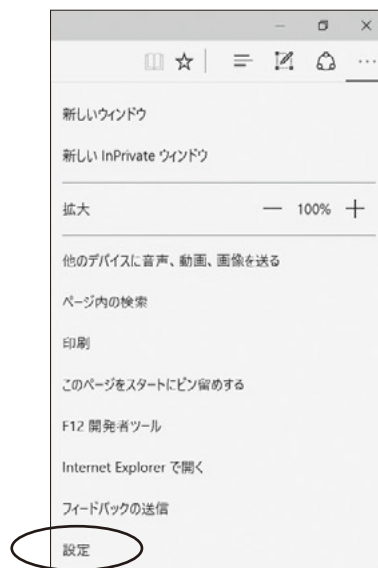 新しいウィンドウ
新しい InPrivate ウィンドウ
拡大 — 100% +
他のデバイスに音声、動画、画像を送る
ページ内の検索
印刷
このページをスタートにピン留めする
F12 開発者ツール
Internet Explorer で開く
フィードバックの送信
設定